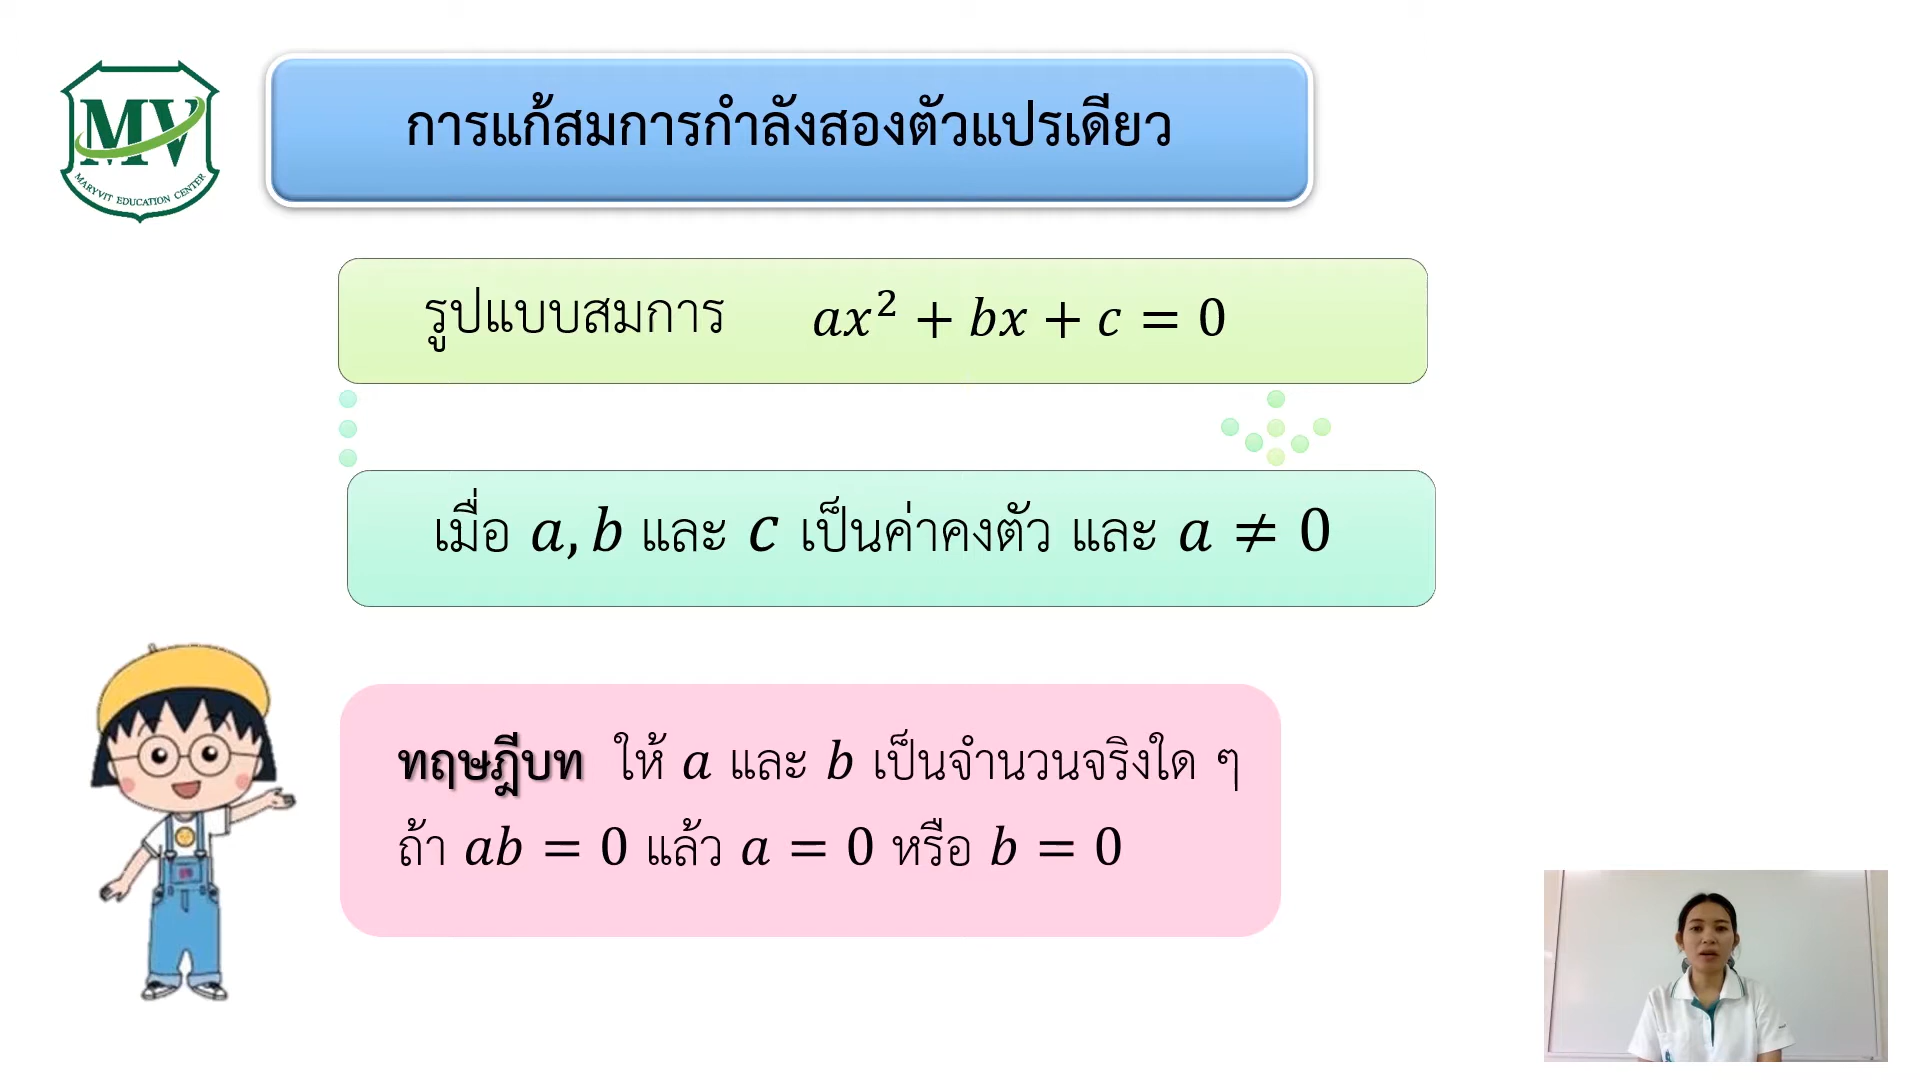 MV
MARYVIT EDUCATION CENTER
การแก้สมการกำลังสองตัวแปรเดียว
รูปแบบสมการ ax² + bx + c = 0
เมื่อ a, b และ c เป็นค่าคงตัว และ a ≠ 0
ทฤษฎีบท ให้ a และ b เป็นจำนวนจริงใด ๆ
ถ้า ab = 0 แล้ว a = 0 หรือ b = 0